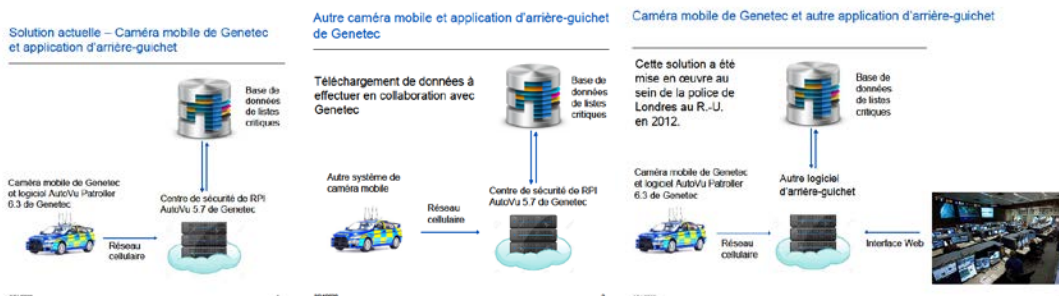 Solution actuelle – Caméra mobile de Genetec
et application d'arrière-guichet
Base de
données
de listes
critiques
Caméra mobile de Genetec
et logiciel AutoVu Patroller
6.3 de Genetec
Centre de sécurité de RPI
AutoVu 5.7 de Genetec
Réseau
cellulaire
Autre caméra mobile et application d'arrière-guichet
de Genetec
Téléchargement de données à
effectuer en collaboration avec
Genetec
Base de
données
de listes
critiques
Autre système de
caméra mobile
Centre de sécurité de RPI
AutoVu 5.7 de Genetec
Réseau
cellulaire
Caméra mobile de Genetec et autre application d'arrière-guichet
Cette solution a été
mise en œuvre au
sein de la police de
Londres au R.-U.
en 2012.
Base de
données
de listes
critiques
Caméra mobile de Genetec
et logiciel AutoVu Patroller
6.3 de Genetec
Autre logiciel
d'arrière-guichet
Réseau
cellulaire
Interface Web